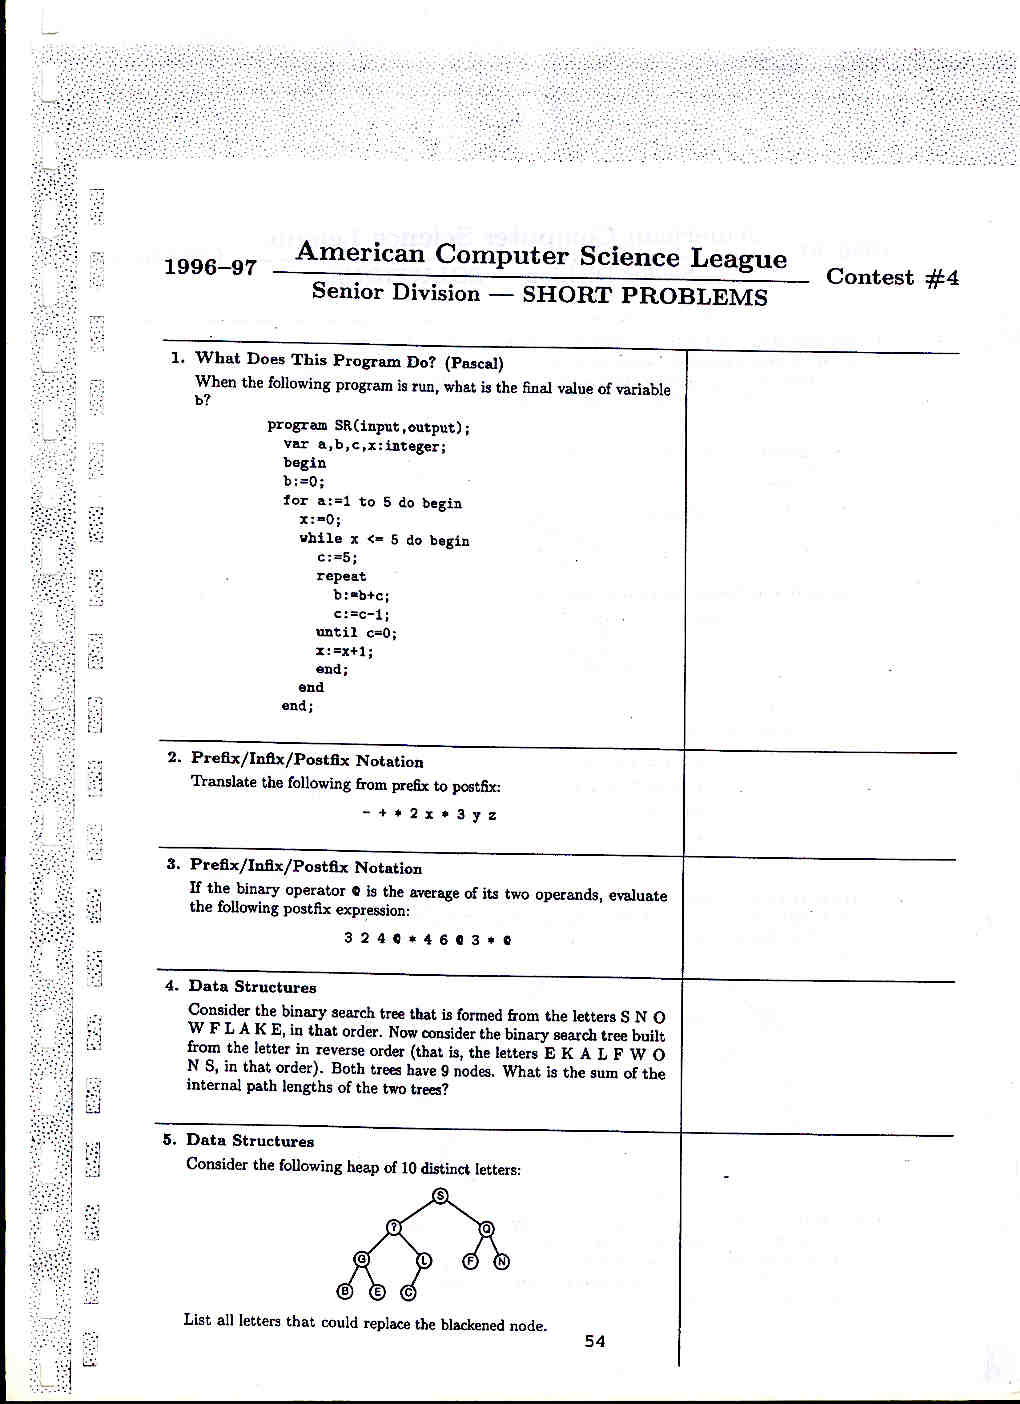 1996–97
American Computer Science League
Contest #4
Senior Division — SHORT PROBLEMS
1. What Does This Program Do? (Pascal)
When the following program is run, what is the final value of variable
b?
program SR(input,output);
var a,b,c,x:integer;
begin
b:=0;
for a:=1 to 5 do begin
x:=0;
while x <= 5 do begin
c:=5;
repeat
b:=b+c;
c:=c-1;
until c=0;
x:=x+1;
end;
end
end;
2. Prefix/Infix/Postfix Notation
Translate the following from prefix to postfix:
- + * 2 x * 3 y z
3. Prefix/Infix/Postfix Notation
If the binary operator @ is the average of its two operands, evaluate
the following postfix expression:
3 2 4 @ * 4 6 @ 3 * @
4. Data Structures
Consider the binary search tree that is formed from the letters S N O
W F L A K E, in that order. Now consider the binary search tree built
from the letter in reverse order (that is, the letters E K A L F W O
N S, in that order). Both trees have 9 nodes. What is the sum of the
internal path lengths of the two trees?
5. Data Structures
Consider the following heap of 10 distinct letters:
S
? Q
G L F N
B E C
List all letters that could replace the blackened node.
54